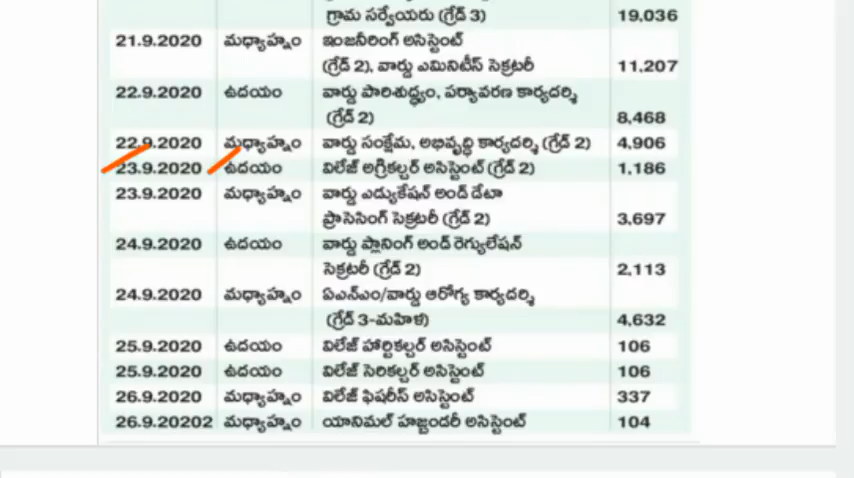 గ్రామ సర్వేయరు (గ్రేడ్ 3) 19,036
21.9.2020 మధ్యాహ్నం ఇంజనీరింగ్ అసిస్టెంట్
(గ్రేడ్ 2), వార్డు ఎమినిటీస్ సెక్రటరీ 11,207
22.9.2020 ఉదయం వార్డు పారిశుద్ధ్యం, పర్యావరణ కార్యదర్శి
(గ్రేడ్ 2) 8,468
22.9.2020 మధ్యాహ్నం వార్డు సంక్షేమ, అభివృద్ధి కార్యదర్శి (గ్రేడ్ 2) 4,906
23.9.2020 ఉదయం విలేజ్ అగ్రికల్చర్ అసిస్టెంట్ (గ్రేడ్ 2) 1,186
23.9.2020 మధ్యాహ్నం వార్డు ఎడ్యుకేషన్ అండ్ డేటా
ప్రాసెసింగ్ సెక్రటరీ (గ్రేడ్ 2) 3,697
24.9.2020 ఉదయం వార్డు ప్లానింగ్ అండ్ రెగ్యులేషన్
సెక్రటరీ (గ్రేడ్ 2) 2,113
24.9.2020 మధ్యాహ్నం ఏఎన్ఎం/వార్డు ఆరోగ్య కార్యదర్శి
(గ్రేడ్ 3-మహిళ) 4,632
25.9.2020 ఉదయం విలేజ్ హార్టికల్చర్ అసిస్టెంట్ 106
25.9.2020 ఉదయం విలేజ్ సెరికల్చర్ అసిస్టెంట్ 106
26.9.2020 మధ్యాహ్నం విలేజ్ ఫిషరీస్ అసిస్టెంట్ 337
26.9.20202 మధ్యాహ్నం యానిమల్ హజ్బండరీ అసిస్టెంట్ 104